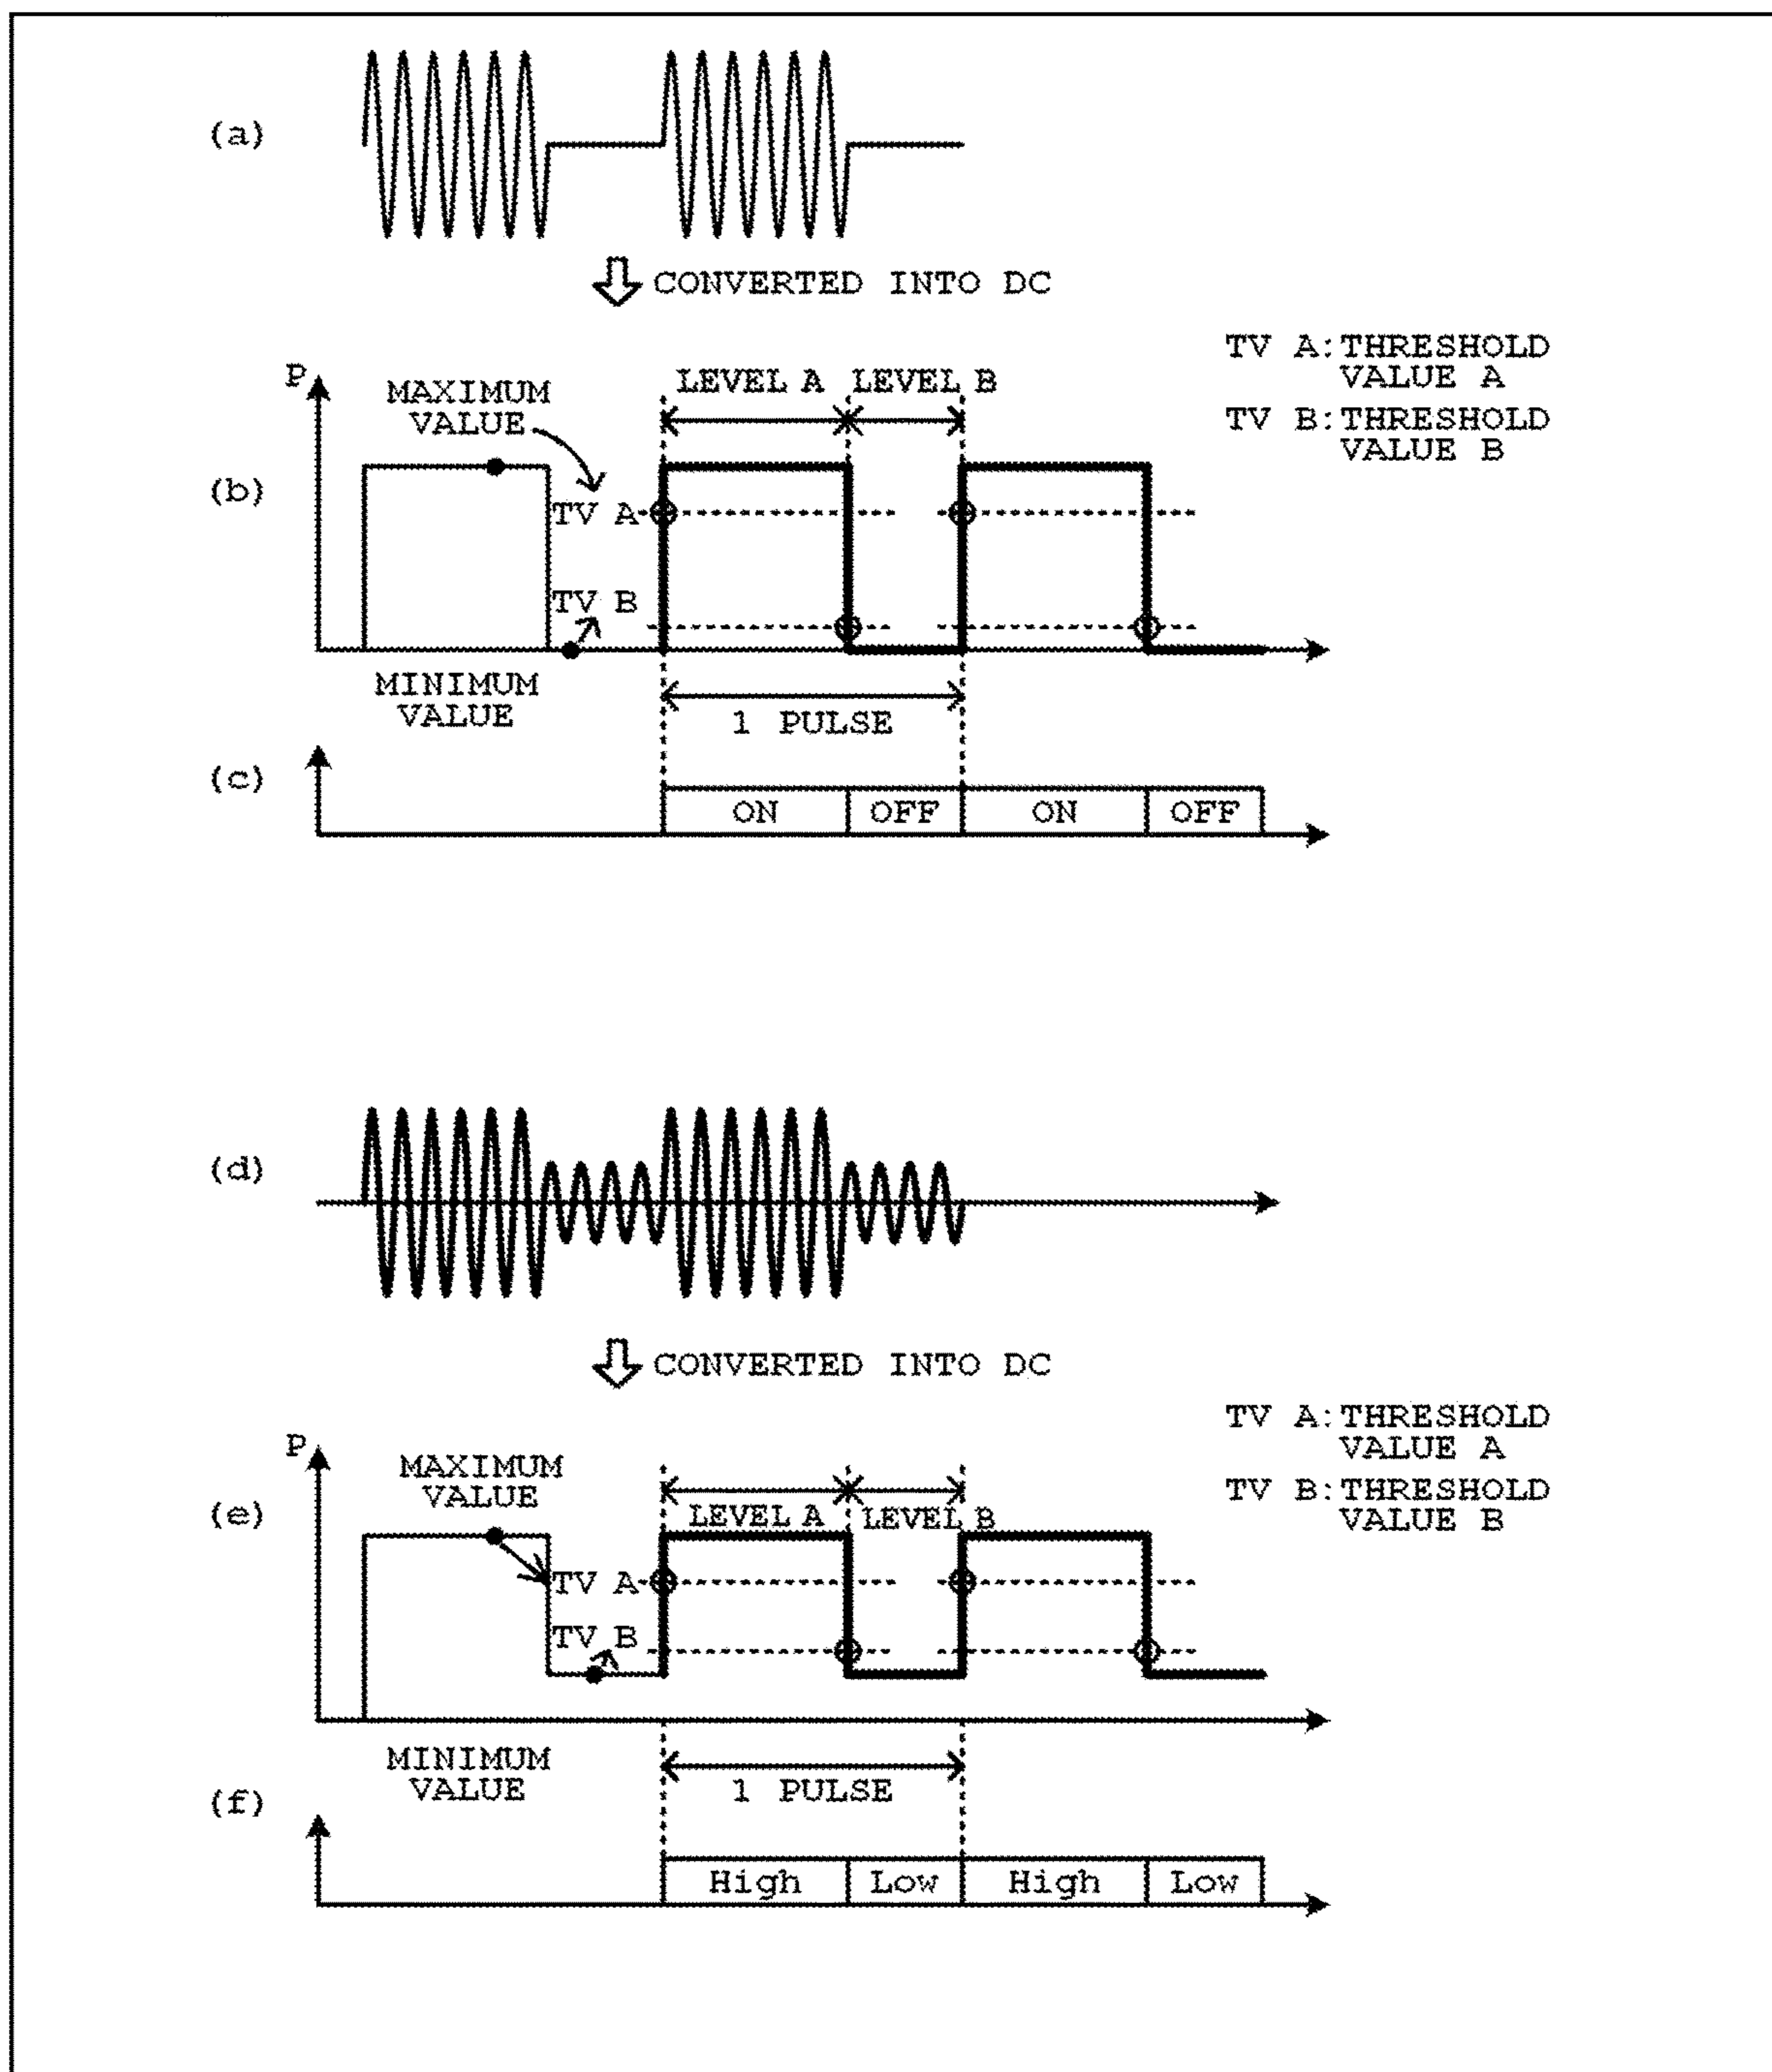 (a)
CONVERTED INTO DC
TV A:THRESHOLD
VALUE A
TV B:THRESHOLD
VALUE B
P
MAXIMUM
VALUE
LEVEL A
LEVEL B
(b)
TV A
TV B
MINIMUM
VALUE
1 PULSE
(c)
ON
OFF
ON
OFF
(d)
CONVERTED INTO DC
TV A:THRESHOLD
VALUE A
TV B:THRESHOLD
VALUE B
P
MAXIMUM
VALUE
(e)
LEVEL A
LEVEL B
TV A
TV B
MINIMUM
VALUE
1 PULSE
(f)
High
Low
High
Low